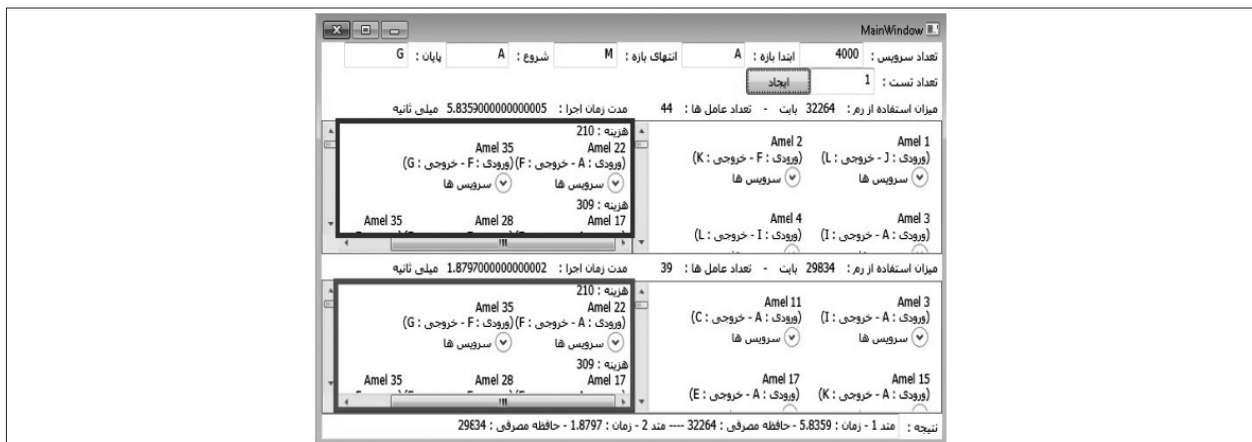 MainWindow
تعداد سرویس : 4000 ابتدا بازه : A انتهای بازه : M شروع : A پایان : G
تعداد تست : 1 ایجاد
میزان استفاده از رم : 32264 بایت - تعداد عامل ها : 44 مدت زمان اجرا : 5.8359000000000005 میلی ثانیه
Amel 1 Amel 2
(ورودی : J - خروجی : L) (ورودی : F - خروجی : K)
سرویس ها سرویس ها
Amel 3 Amel 4
(ورودی : A - خروجی : I) (ورودی : I - خروجی : L)
هزینه : 210
Amel 22 Amel 35
(ورودی : A - خروجی : F) (ورودی : F - خروجی : G)
سرویس ها سرویس ها
هزینه : 309
Amel 17 Amel 28 Amel 35
میزان استفاده از رم : 29834 بایت - تعداد عامل ها : 39 مدت زمان اجرا : 1.8797000000000002 میلی ثانیه
Amel 3 Amel 11
(ورودی : A - خروجی : I) (ورودی : A - خروجی : C)
سرویس ها سرویس ها
Amel 15 Amel 17
(ورودی : A - خروجی : K) (ورودی : A - خروجی : E)
هزینه : 210
Amel 22 Amel 35
(ورودی : A - خروجی : F) (ورودی : F - خروجی : G)
سرویس ها سرویس ها
هزینه : 309
Amel 17 Amel 28 Amel 35
نتیجه : متد 1 - زمان : 5.8359 - حافظه مصرفی : 32264 ---- متد 2 - زمان : 1.8797 - حافظه مصرفی : 29834